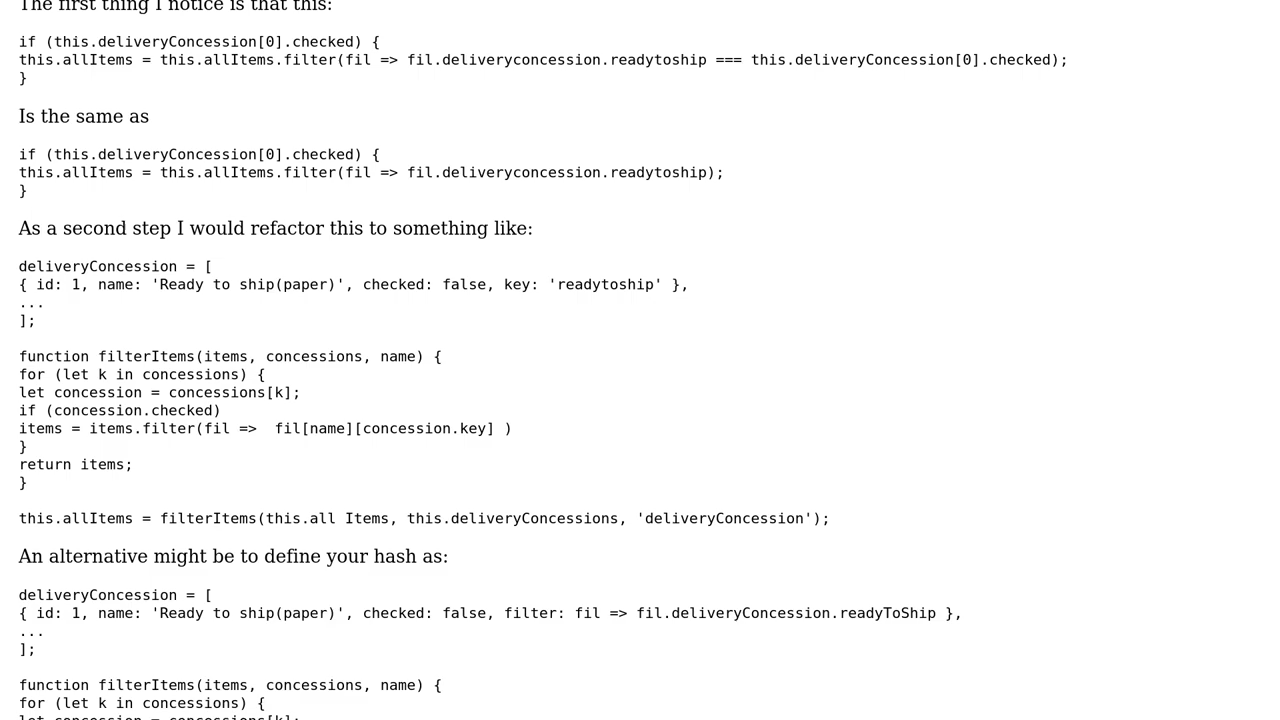 The first thing I notice is that this:
if (this.deliveryConcession[0].checked) {
this.allItems = this.allItems.filter(fil => fil.deliveryconcession.readytoship === this.deliveryConcession[0].checked);
}
Is the same as
if (this.deliveryConcession[0].checked) {
this.allItems = this.allItems.filter(fil => fil.deliveryconcession.readytoship);
}
As a second step I would refactor this to something like:
deliveryConcession = [
{ id: 1, name: 'Ready to ship(paper)', checked: false, key: 'readytoship' },
...
];
function filterItems(items, concessions, name) {
for (let k in concessions) {
let concession = concessions[k];
if (concession.checked)
items = items.filter(fil =>  fil[name][concession.key] )
}
return items;
}
this.allItems = filterItems(this.all Items, this.deliveryConcessions, 'deliveryConcession');
An alternative might be to define your hash as:
deliveryConcession = [
{ id: 1, name: 'Ready to ship(paper)', checked: false, filter: fil => fil.deliveryConcession.readyToShip },
...
];
function filterItems(items, concessions, name) {
for (let k in concessions) {
let concession = concessions[k];